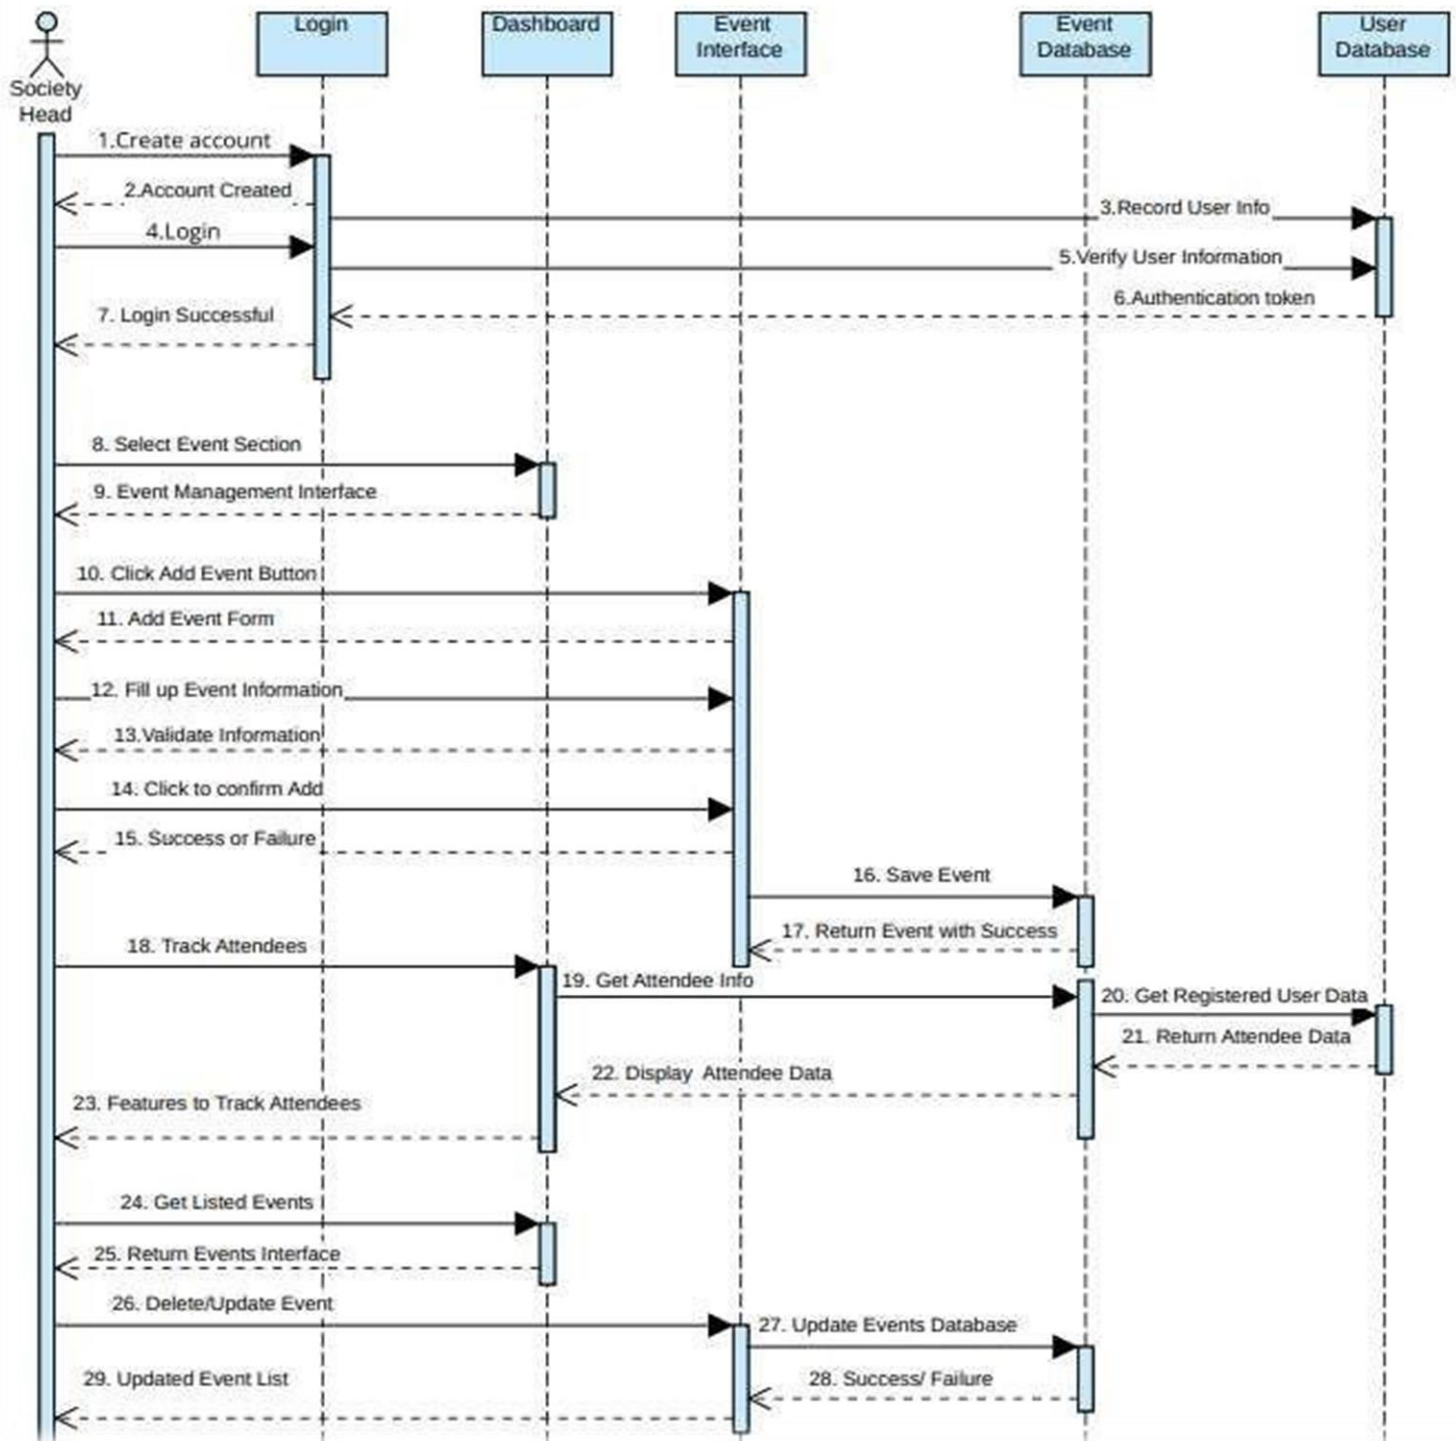 Login
Dashboard
Event
Interface
Event
Database
User
Database
Society
Head
1.Create account
2.Account Created
3.Record User Info
4.Login
5.Verify User Information
6.Authentication token
7. Login Successful
8. Select Event Section
9. Event Management Interface
10. Click Add Event Button
11. Add Event Form
12. Fill up Event Information
13.Validate Information
14. Click to confirm Add
15. Success or Failure
16. Save Event
17. Return Event with Success
18. Track Attendees
19. Get Attendee Info
20. Get Registered User Data
21. Return Attendee Data
22. Display Attendee Data
23. Features to Track Attendees
24. Get Listed Events
25. Return Events Interface
26. Delete/Update Event
27. Update Events Database
28. Success/ Failure
29. Updated Event List